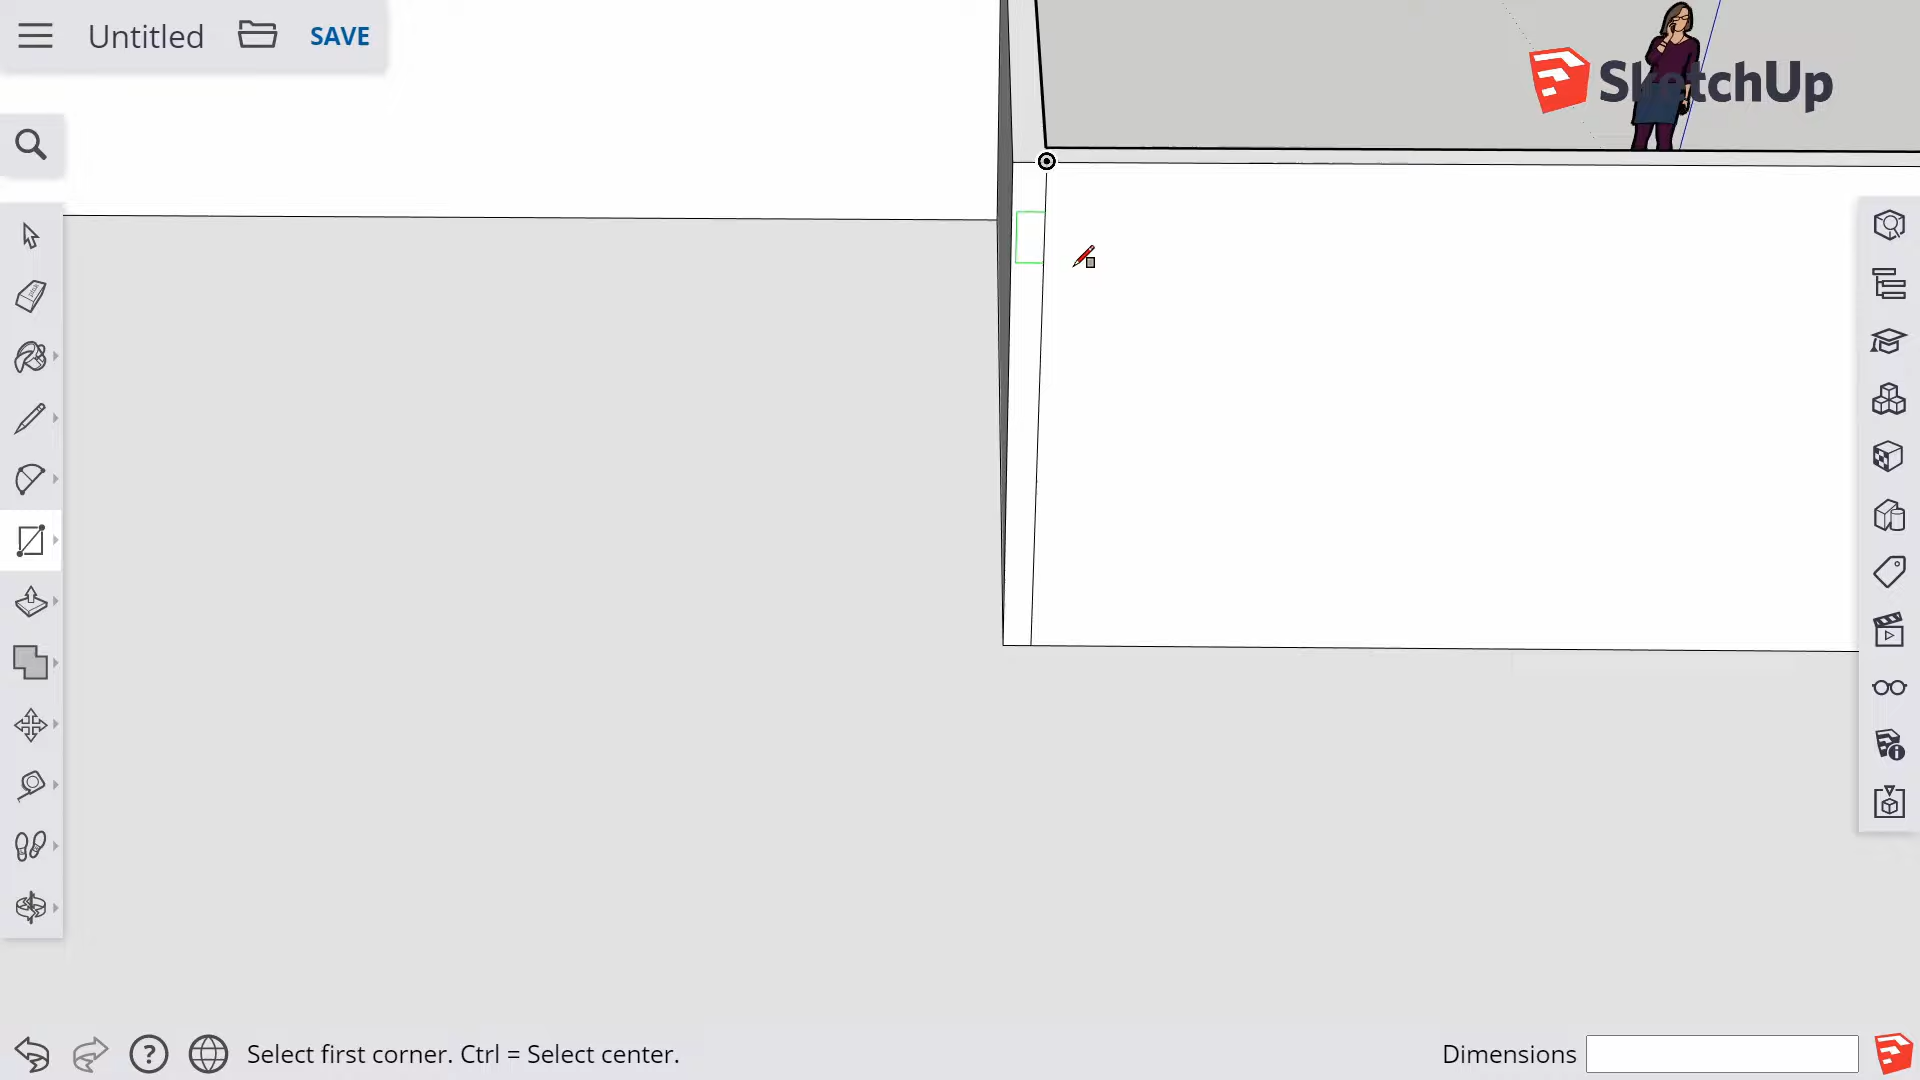 Untitled
SAVE
SketchUp
Select first corner. Ctrl = Select center.
Dimensions